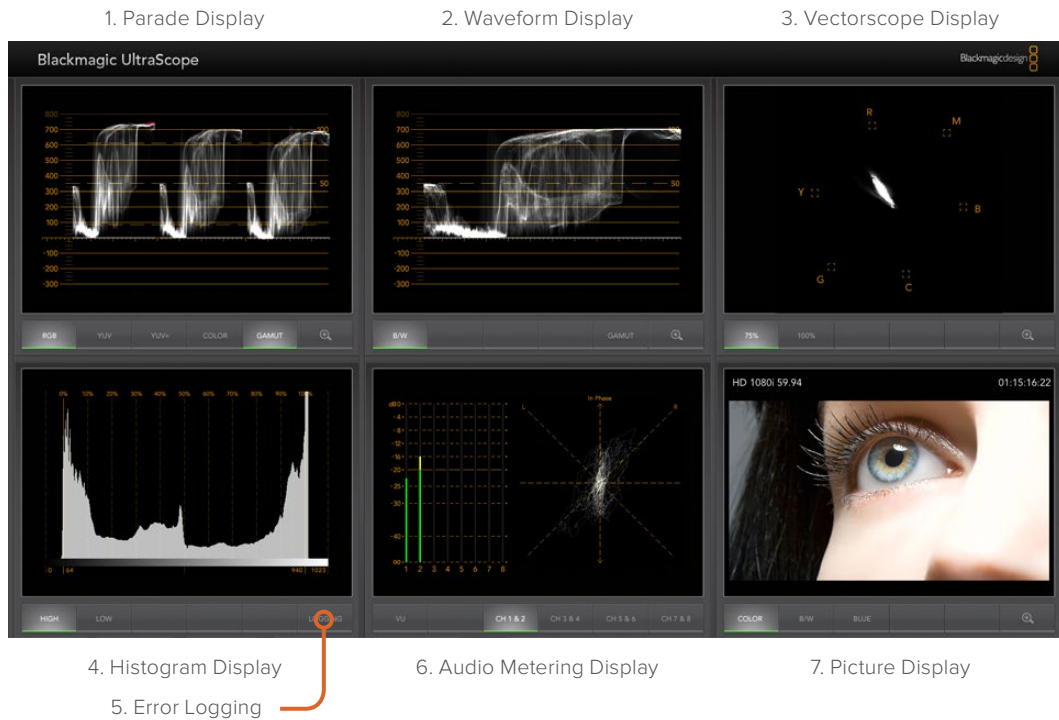 1. Parade Display
2. Waveform Display
3. Vectorscope Display
Blackmagic UltraScope
Blackmagicdesign
800
700
600
500
400
300
200
100
0
-100
-200
-300
100
50
RGB YUV YUV+ COLOR GAMUT
800
700
600
500
400
300
200
100
0
-100
-200
-300
100
50
B/W GAMUT
R
M
Y
B
G
C
75% 100%
0% 10% 20% 30% 40% 50% 60% 70% 80% 90% 100%
0 64 940 1023
HIGH LOW LOGGING
dB 0
-4
-8
-12
-16
-20
-25
-30
-40
-∞
1 2 3 4 5 6 7 8
In Phase
L R
VU CH 1 & 2 CH 3 & 4 CH 5 & 6 CH 7 & 8
HD 1080i 59.94 01:15:16:22
COLOR B/W BLUE
4. Histogram Display
6. Audio Metering Display
7. Picture Display
5. Error Logging